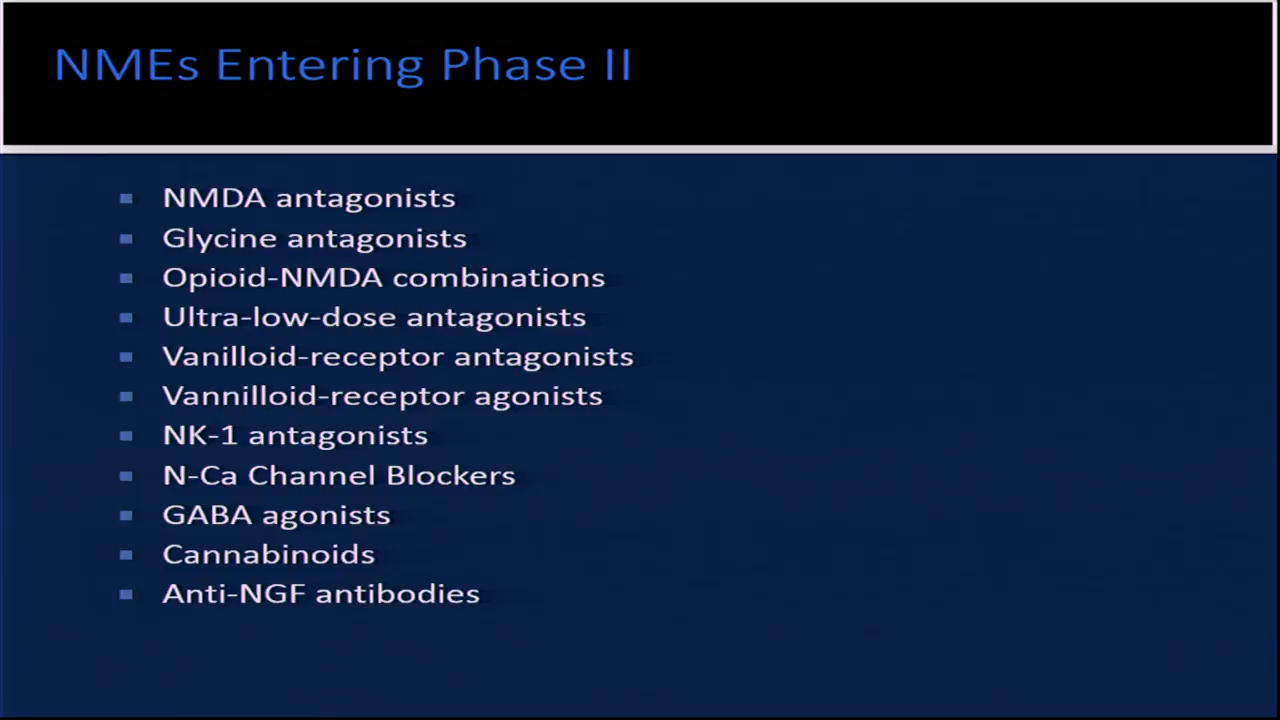 NMEs Entering Phase II
NMDA antagonists
Glycine antagonists
Opioid-NMDA combinations
Ultra-low-dose antagonists
Vanilloid-receptor antagonists
Vannilloid-receptor agonists
NK-1 antagonists
N-Ca Channel Blockers
GABA agonists
Cannabinoids
Anti-NGF antibodies